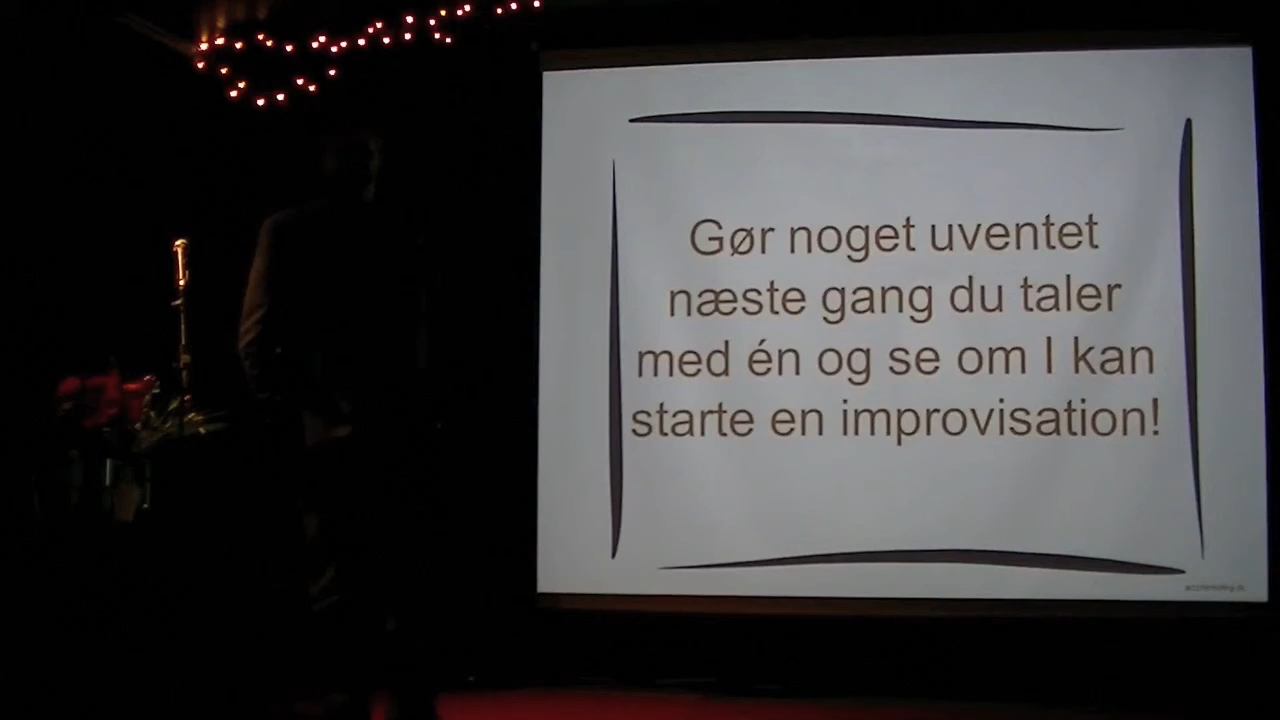 Gør noget uventet
næste gang du taler
med én og se om I kan
starte en improvisation!